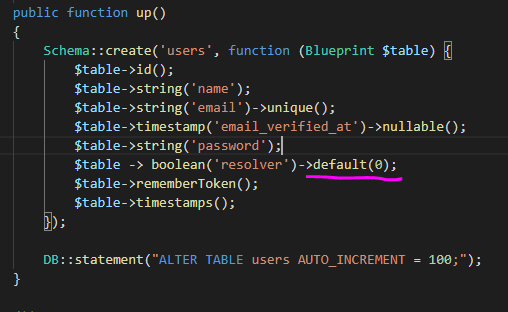 public function up()
{
    Schema::create('users', function (Blueprint $table) {
        $table->id();
        $table->string('name');
        $table->string('email')->unique();
        $table->timestamp('email_verified_at')->nullable();
        $table->string('password');
        $table -> boolean('resolver')->default(0);
        $table->rememberToken();
        $table->timestamps();
    });
    DB::statement("ALTER TABLE users AUTO_INCREMENT = 100;");
}